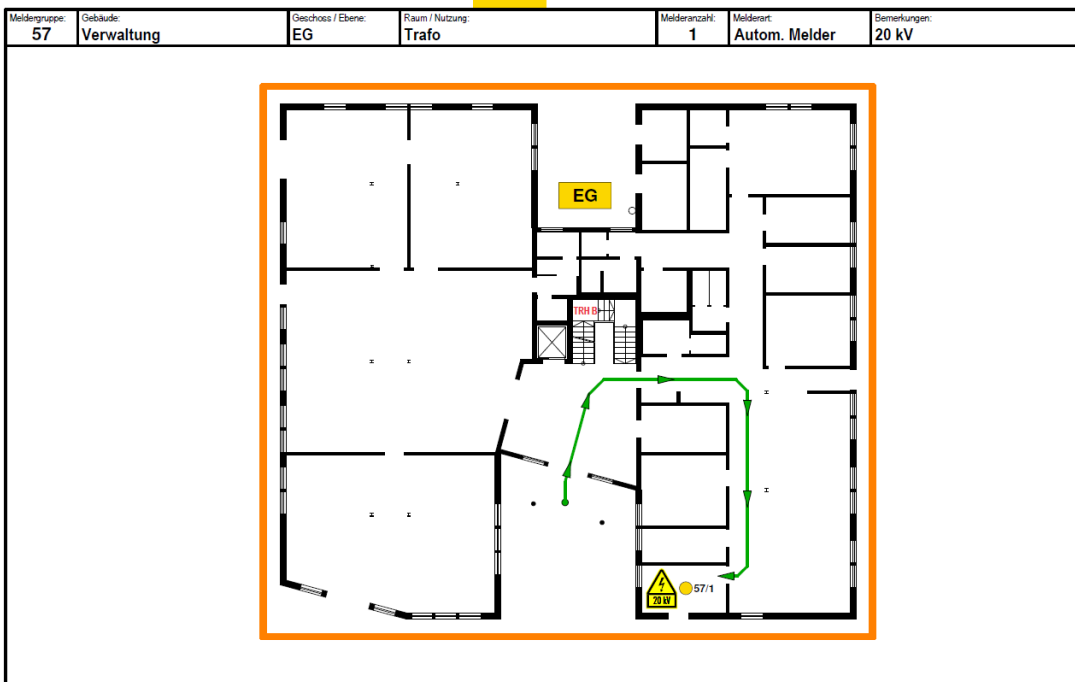 Meldergruppe: Gebäude: Geschoss / Ebene: Raum / Nutzung: Melderanzahl: Melderart: Bemerkungen:
57 Verwaltung EG Trafo 1 Autom. Melder 20 kV
EG
TRH B
57/1
20 kV